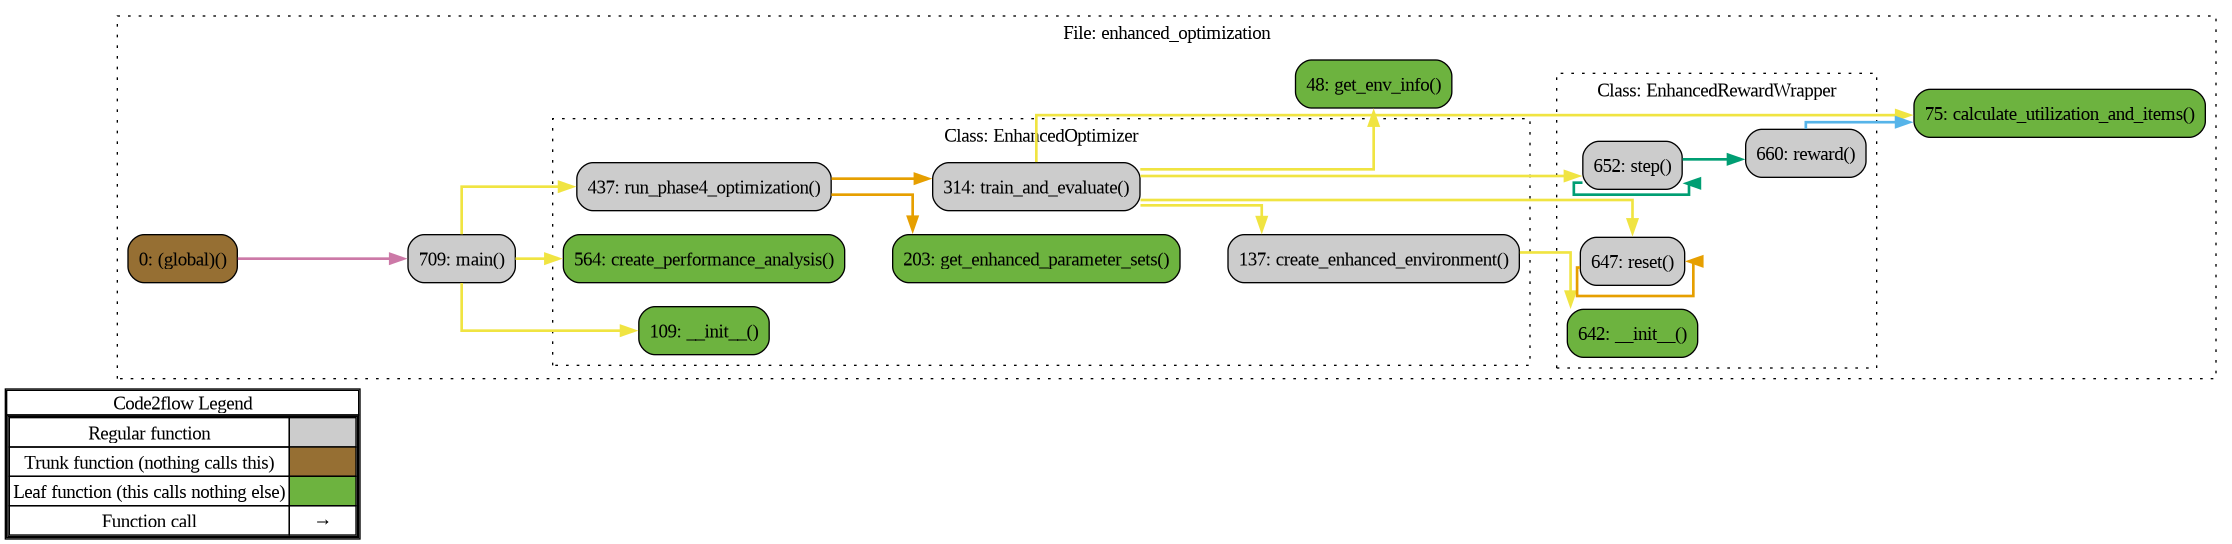 File: enhanced_optimization
48: get_env_info()
Class: EnhancedRewardWrapper
75: calculate_utilization_and_items()
Class: EnhancedOptimizer
652: step()
660: reward()
437: run_phase4_optimization()
314: train_and_evaluate()
0: (global)()
709: main()
564: create_performance_analysis()
203: get_enhanced_parameter_sets()
137: create_enhanced_environment()
647: reset()
109: __init__()
642: __init__()
Code2flow Legend
Regular function
Trunk function (nothing calls this)
Leaf function (this calls nothing else)
Function call →